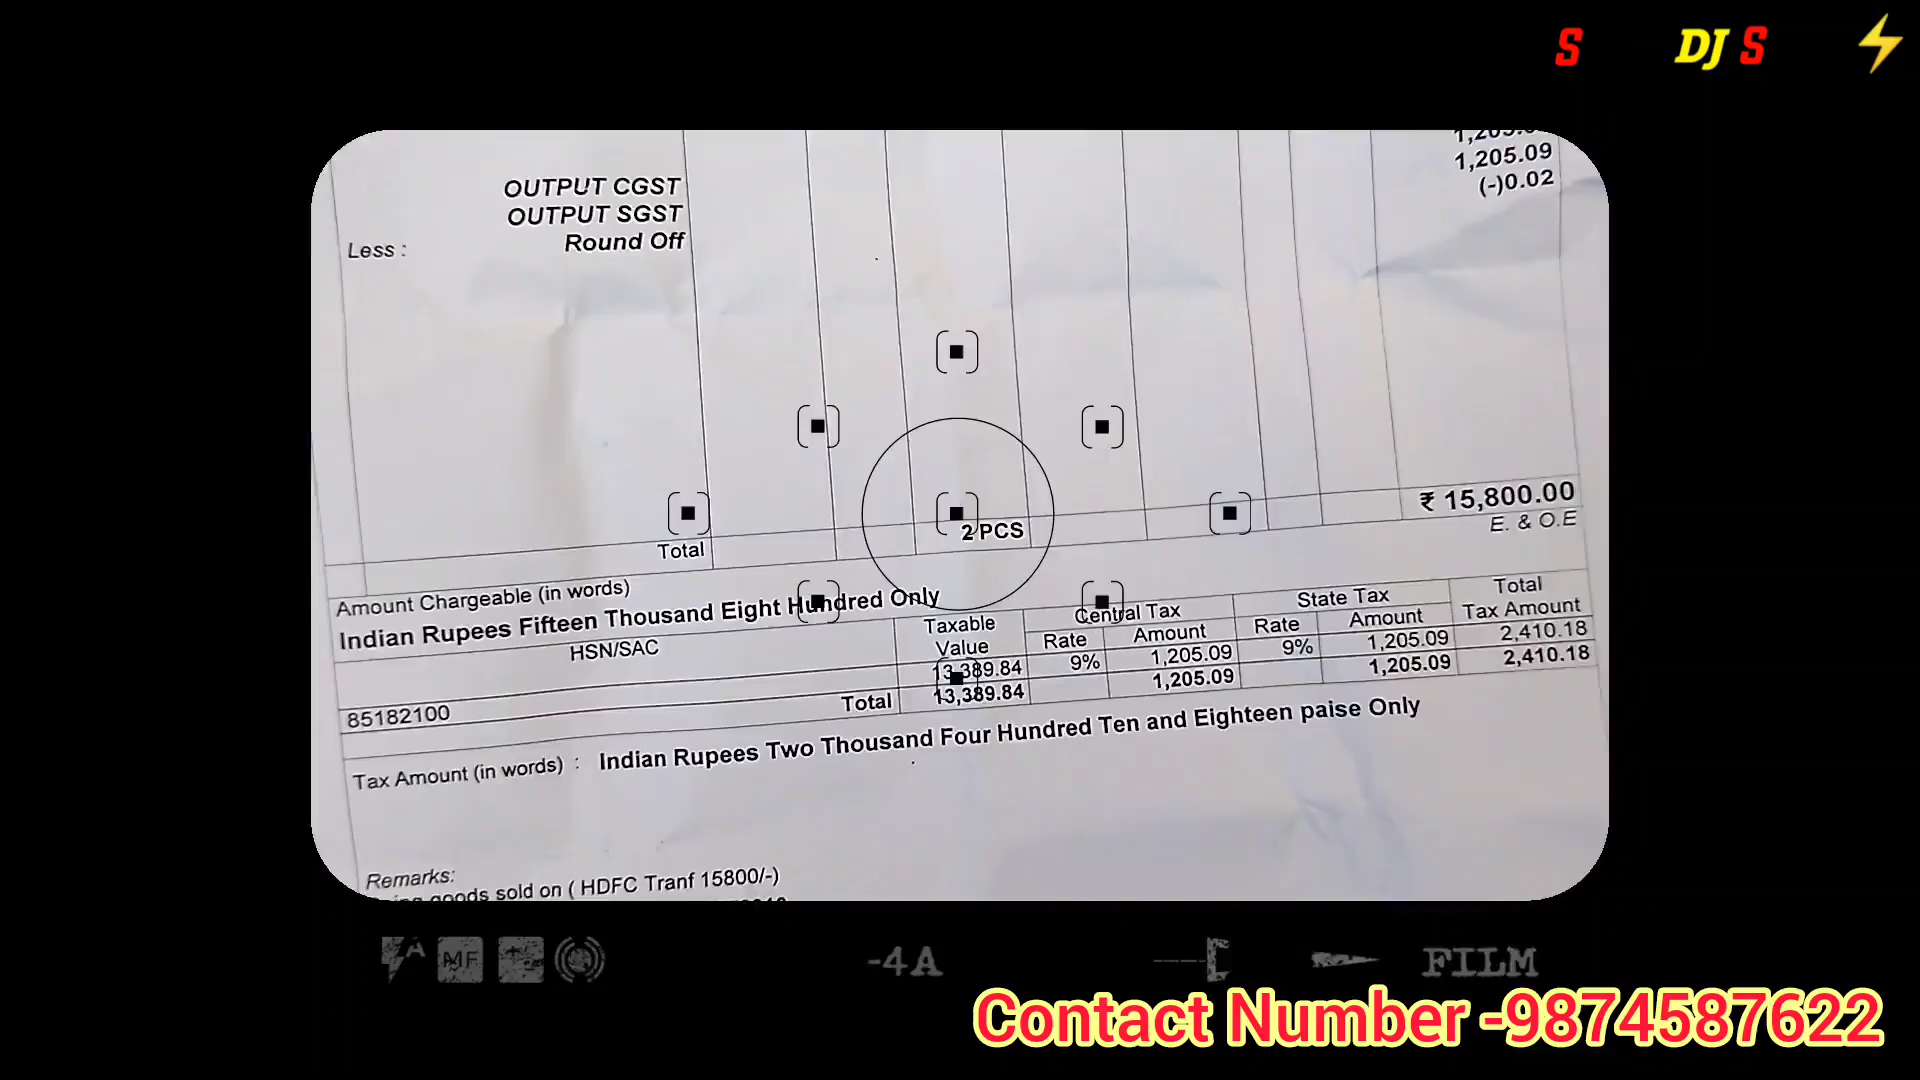 S DJ S
1,205.09
OUTPUT CGST 1,205.09
OUTPUT SGST (-)0.02
Less : Round Off
Total 2 PCS ₹ 15,800.00
E. & O.E
Amount Chargeable (in words)
Indian Rupees Fifteen Thousand Eight Hundred Only
HSN/SAC Taxable Value Central Tax State Tax Total Tax Amount
Rate Amount Rate Amount
85182100 13,389.84 9% 1,205.09 9% 1,205.09 2,410.18
Total 13,389.84 1,205.09 1,205.09 2,410.18
Tax Amount (in words) : Indian Rupees Two Thousand Four Hundred Ten and Eighteen paise Only
Remarks:
goods sold on ( HDFC Tranf 15800/-)
MF
-4A
FILM
Contact Number -9874587622